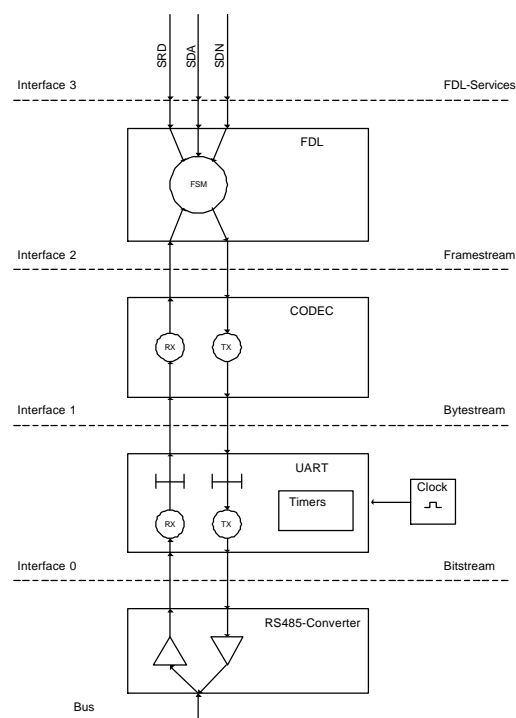 SRD
SDA
SDN
Interface 3
FDL-Services
FDL
FSM
Interface 2
Framestream
CODEC
RX
TX
Interface 1
Bytestream
UART
Clock
Timers
RX
TX
Interface 0
Bitstream
RS485-Converter
Bus